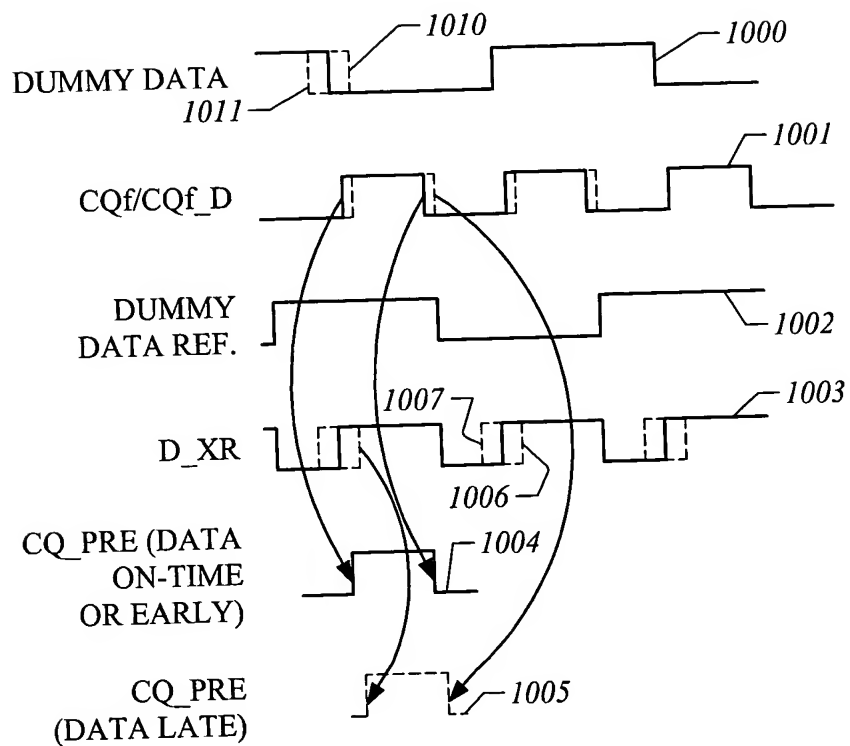 1010
1000
DUMMY DATA
1011
1001
CQf/CQf_D
DUMMY
DATA REF.
1002
1007
1003
D_XR
1006
CQ_PRE (DATA
ON-TIME
OR EARLY)
1004
CQ_PRE
(DATA LATE)
1005